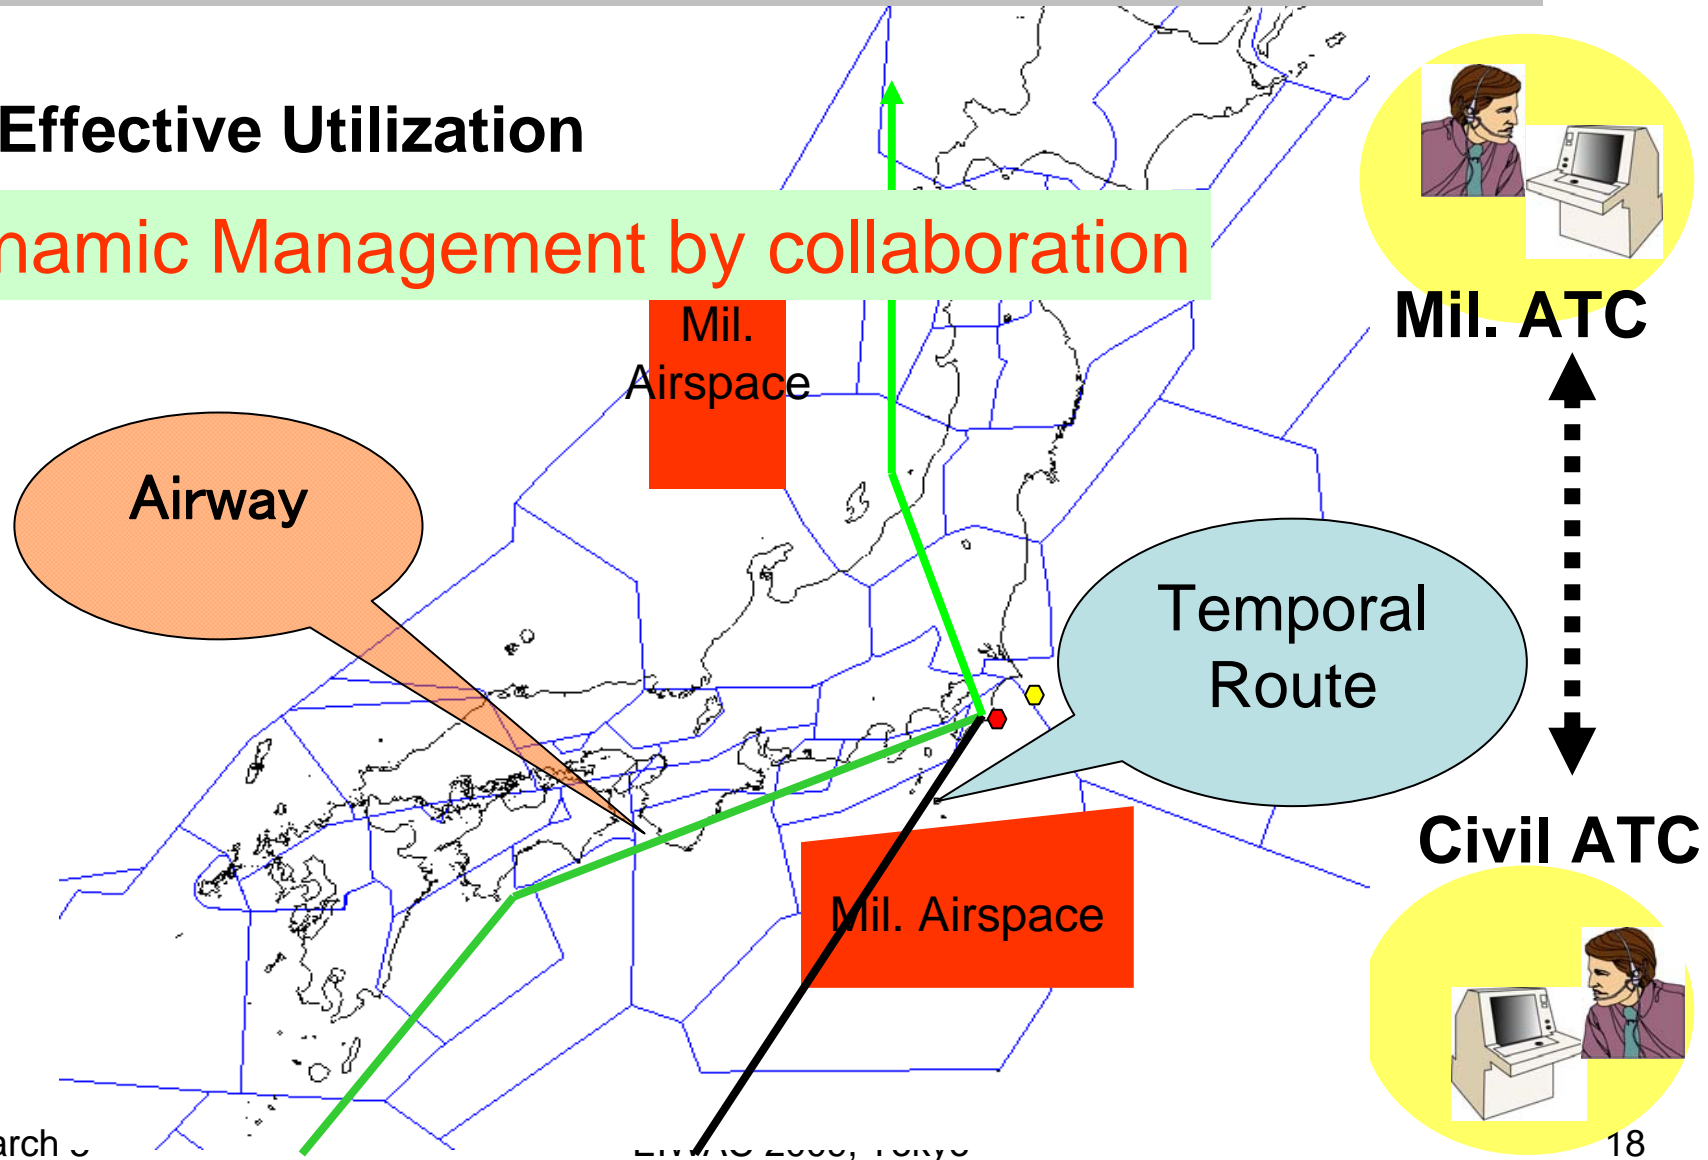 Effective Utilization
namic Management by collaboration
Mil. ATC
Mil.
Airspace
Airway
Temporal
Route
Civil ATC
Mil. Airspace
18